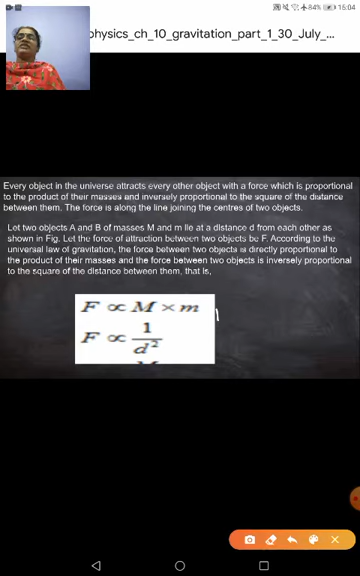 84% 15:04
physics_ch_10_gravitation_part_1_30_July_...
Every object in the universe attracts every other object with a force which is proportional
to the product of their masses and inversely proportional to the square of the distance
between them. The force is along the line joining the centres of two objects.
Let two objects A and B of masses M and m lie at a distance d from each other as
shown in Fig. Let the force of attraction between two objects be F. According to the
universal law of gravitation, the force between two objects is directly proportional to
the product of their masses and the force between two objects is inversely proportional
to the square of the distance between them, that is,
F ∝ M × m
F ∝ 1/d²